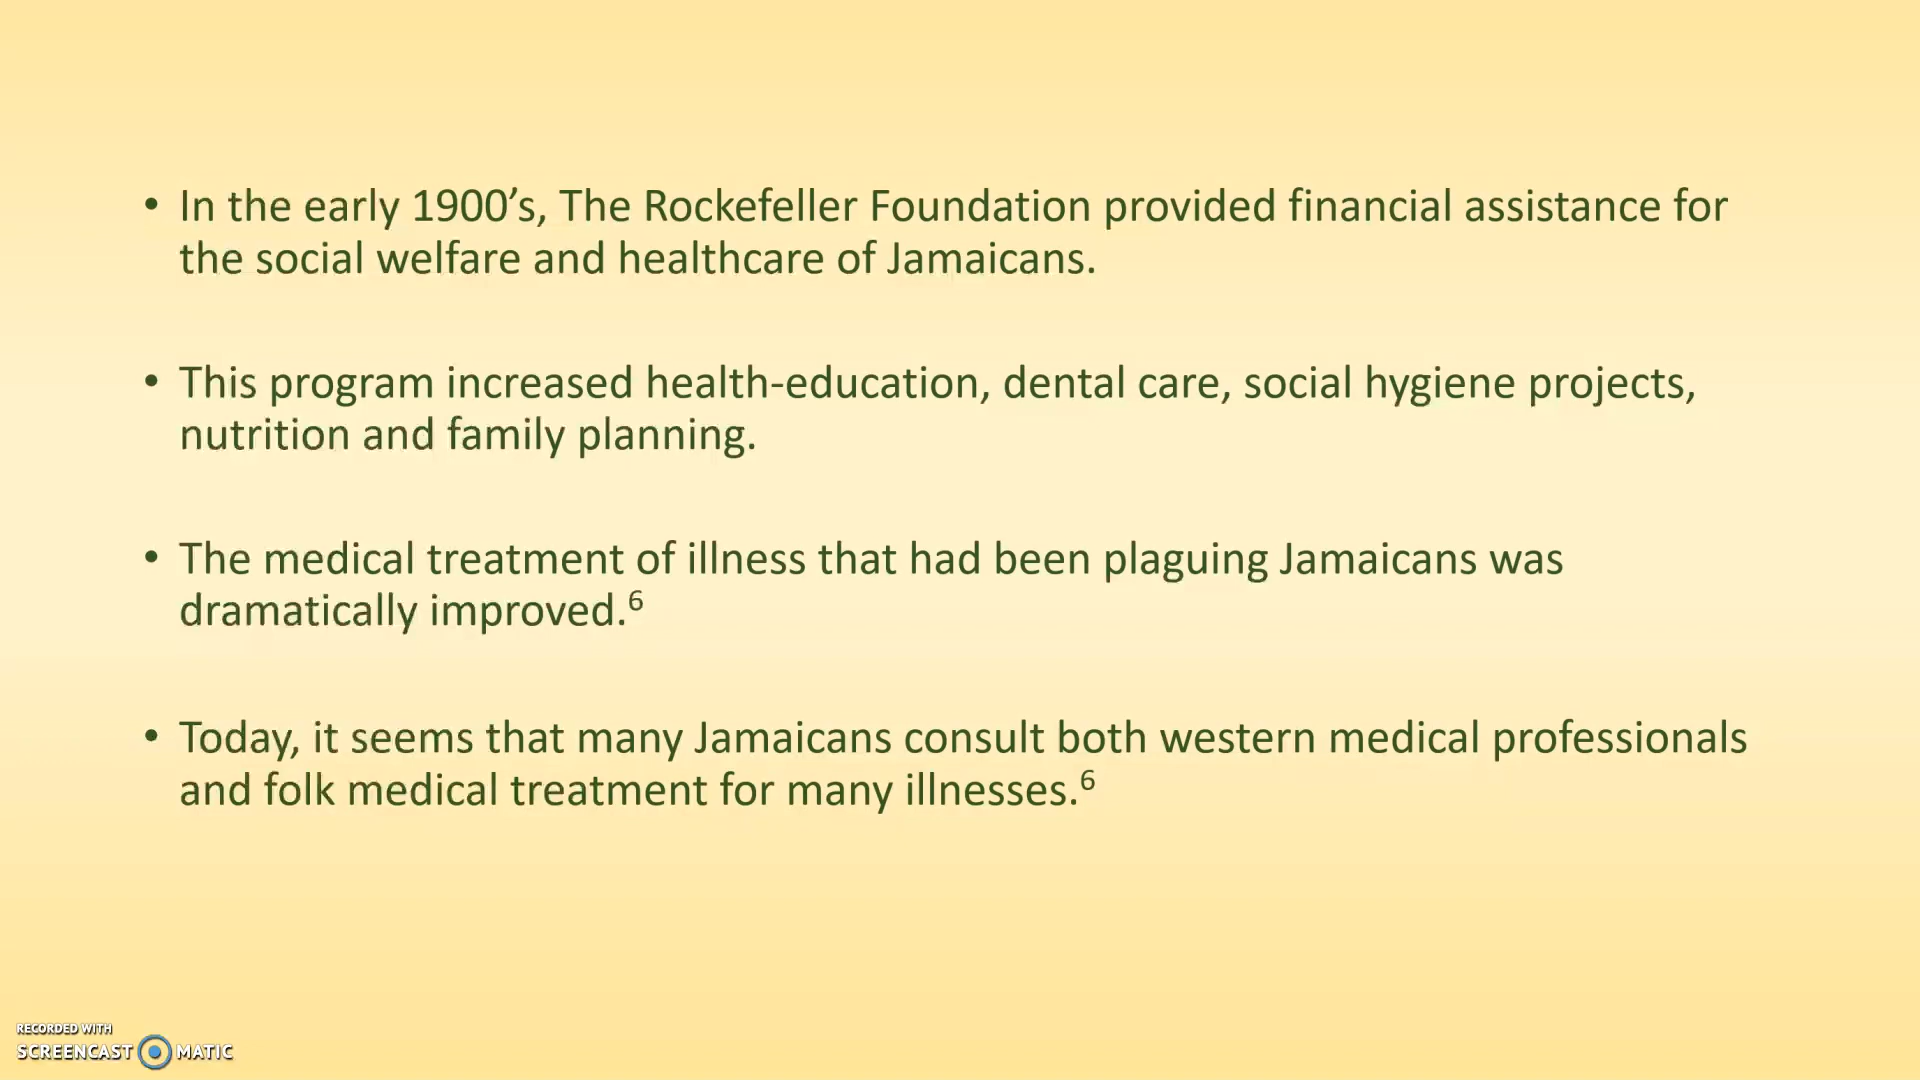 • In the early 1900’s, The Rockefeller Foundation provided financial assistance for
the social welfare and healthcare of Jamaicans.
• This program increased health-education, dental care, social hygiene projects,
nutrition and family planning.
• The medical treatment of illness that had been plaguing Jamaicans was
dramatically improved.⁶
• Today, it seems that many Jamaicans consult both western medical professionals
and folk medical treatment for many illnesses.⁶
RECORDED WITH
SCREENCAST MATIC